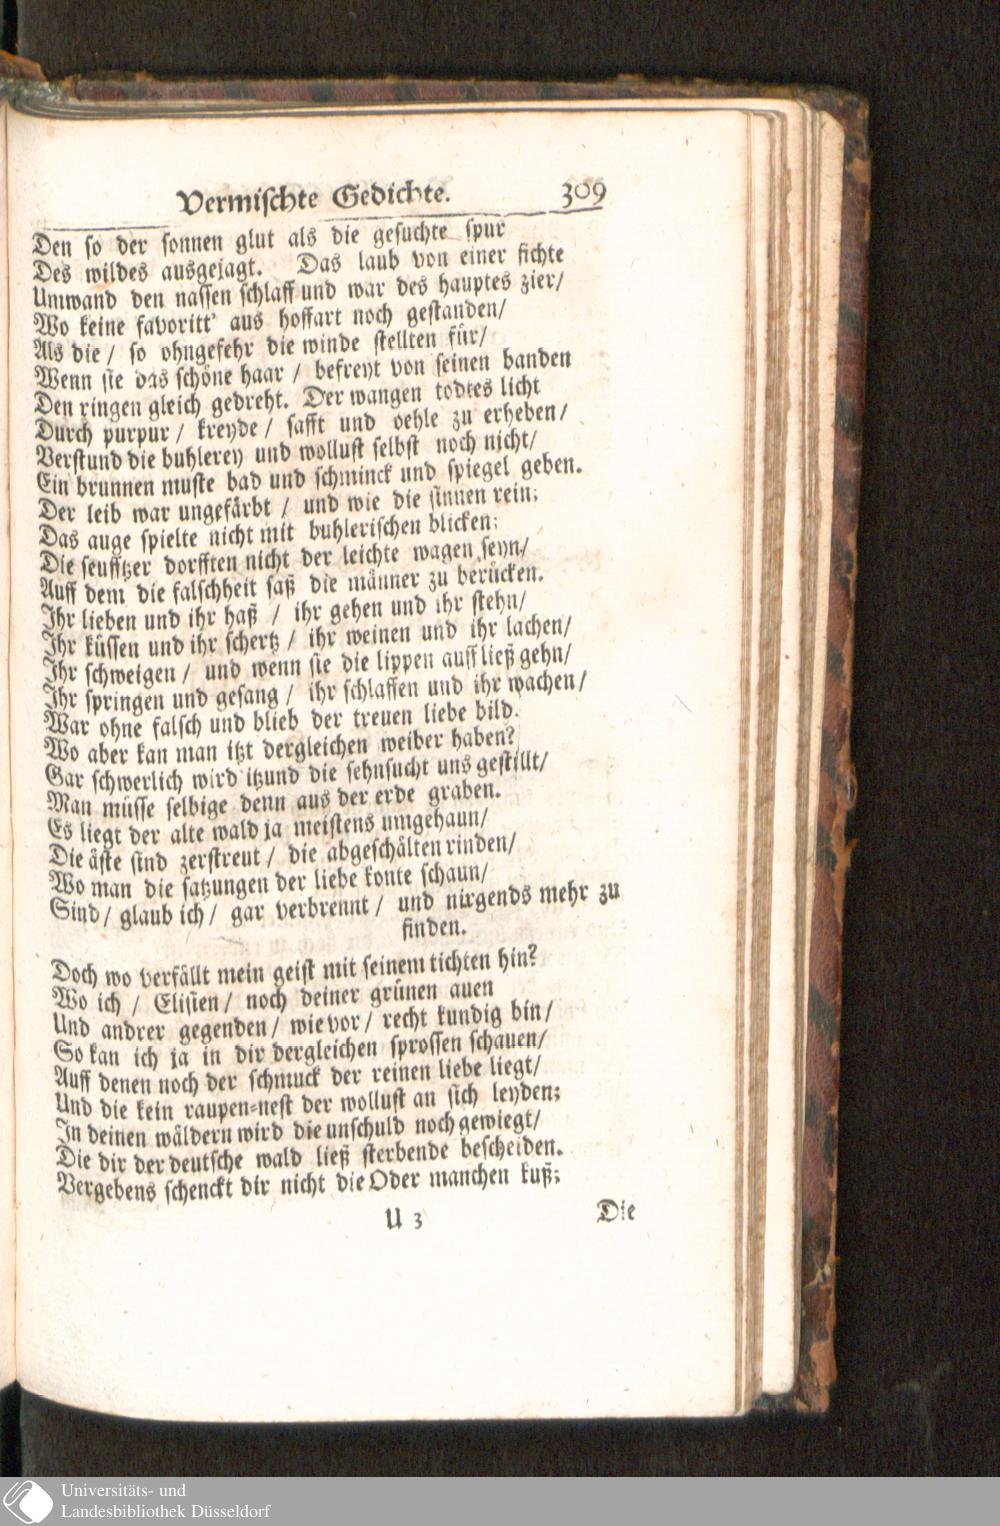 Vermischte Gedichte. 309
Den so der sonnen glut als die gesuchte spur
Des wildes ausgejagt. Das laub von einer fichte
Umwand den nassen schlaff und war des hauptes zier/
Wo keine favoritt' aus hoffart noch gestanden/
Als die / so ohngefehr die winde stellten für/
Wenn sie das schöne haar / befreyt von seinen banden
Den ringen gleich gedreht. Der wangen todtes licht
Durch purpur / kreyde / safft und oehle zu erheben/
Verstund die buhlerey und wollust selbst noch nicht/
Ein brunnen muste bad und schminck und spiegel geben.
Der leib war ungefärbt / und wie die sinnen rein;
Das auge spielte nicht mit buhlerischen blicken;
Die seufftzer dorfften nicht der leichte wagen seyn/
Auff dem die falschheit saß die männer zu berücken.
Ihr lieben und ihr haß / ihr gehen und ihr stehn/
Ihr küssen und ihr schertz / ihr weinen und ihr lachen/
Ihr schweigen / und wenn sie die lippen auff ließ gehn/
Ihr springen und gesang / ihr schlaffen und ihr wachen/
War ohne falsch und blieb der treuen liebe bild.
Wo aber kan man itzt dergleichen weiber haben?
Gar schwerlich wird itzund die sehnsucht uns gestillt/
Man müsse selbige denn aus der erde graben.
Es liegt der alte wald ja meistens umgehaun/
Die äste sind zerstreut / die abgeschälten rinden/
Wo man die satzungen der liebe konte schaun/
Sind / glaub ich / gar verbrennt / und nirgends mehr zu
finden.
Doch wo verfällt mein geist mit seinem tichten hin?
Wo ich / Elisien / noch deiner grünen auen
Und andrer gegenden / wie vor / recht kundig bin/
So kan ich ja in dir dergleichen sprossen schauen/
Auff denen noch der schmuck der reinen liebe liegt/
Und die kein raupen-nest der wollust an sich leyden;
In deinen wäldern wird die unschuld noch gewiegt/
Die dir der deutsche wald ließ sterbende bescheiden.
Vergebens schenckt dir nicht die Oder manchen kuß;
U 3 Die
Universitäts- und
Landesbibliothek Düsseldorf